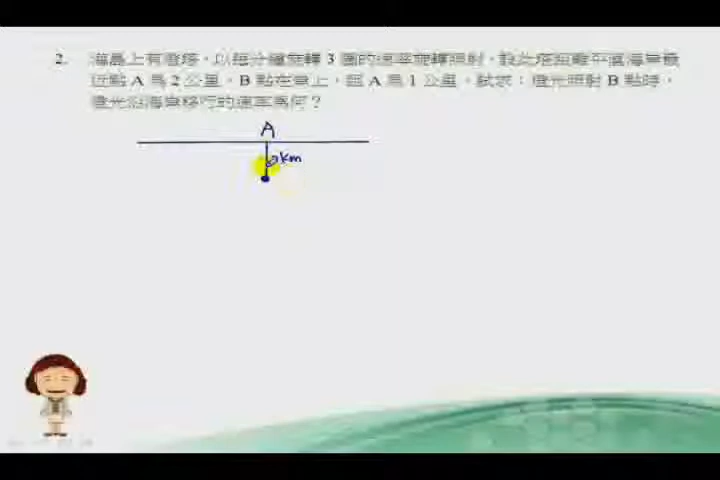 2. 海島上有燈塔，以每分鐘旋轉 3 圈的速率旋轉照射，設此塔距離平直海岸最
近點 A 為 2 公里，B 點在岸上，距 A 為 1 公里，試求：燈光照射 B 點時，
燈光沿海岸移行的速率為何？
A
2km